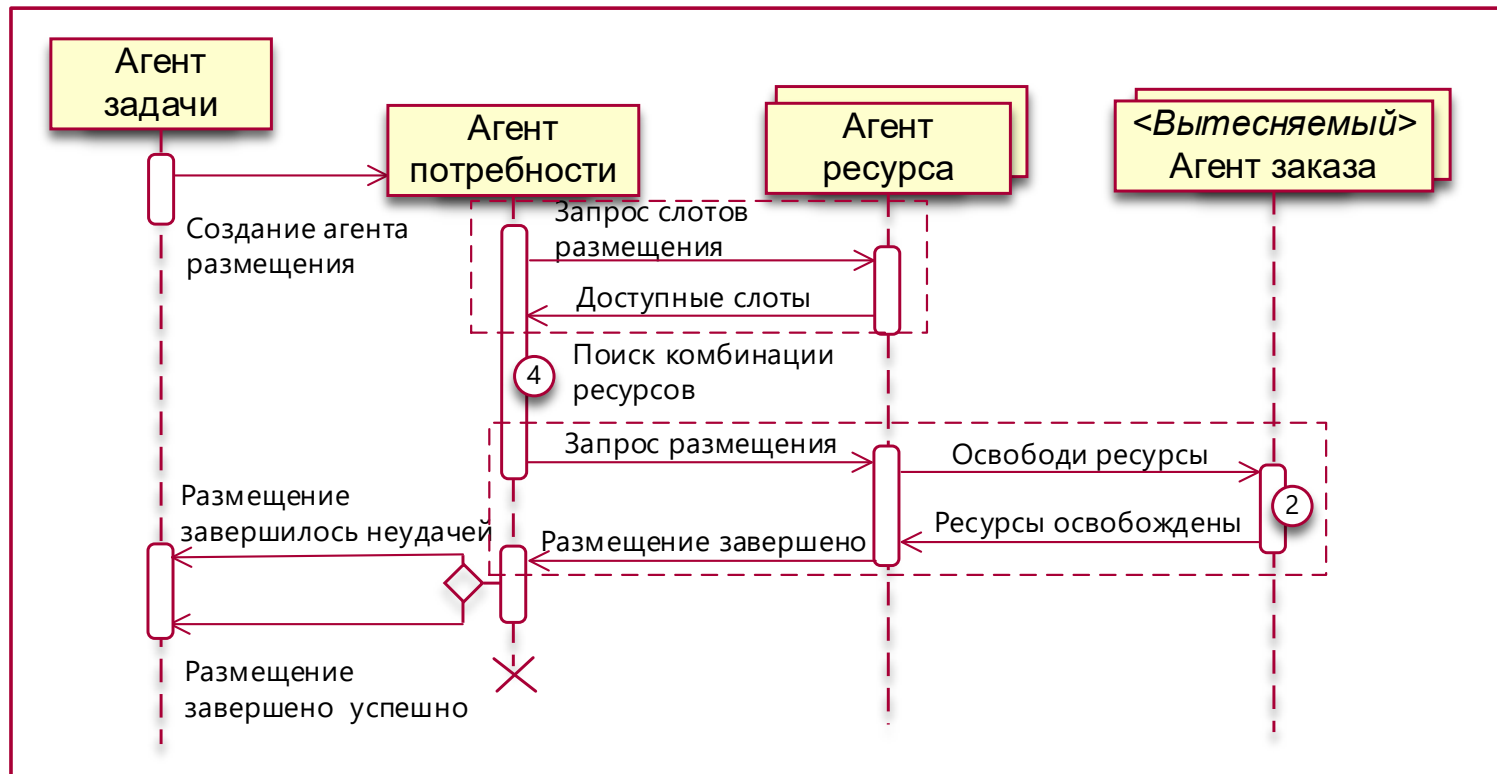 Агент
задачи
Агент
потребности
Агент
ресурса
<Вытесняемый>
Агент заказа
Создание агента
размещения
Запрос слотов
размещения
Доступные слоты
4
Поиск комбинации
ресурсов
Запрос размещения
Освободи ресурсы
2
Ресурсы освобождены
Размещение завершено
Размещение
завершилось неудачей
Размещение
завершено успешно